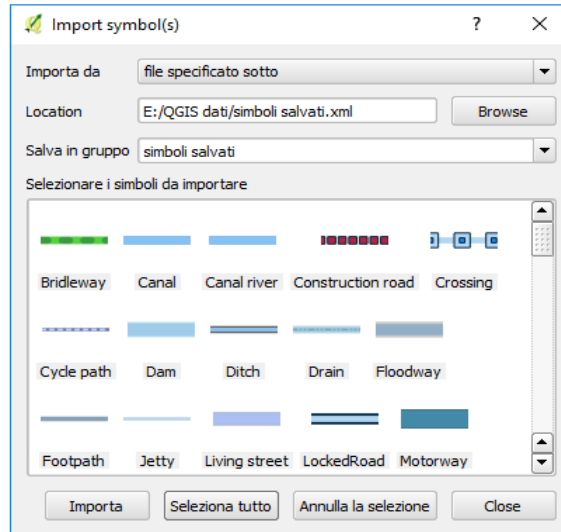 Import symbol(s)
Importa da file specificato sotto
Location E:/QGIS dati/simboli salvati.xml Browse
Salva in gruppo simboli salvati
Selezionare i simboli da importare
Bridleway Canal Canal river Construction road Crossing
Cycle path Dam Ditch Drain Floodway
Footpath Jetty Living street LockedRoad Motorway
Importa Seleziona tutto Annulla la selezione Close